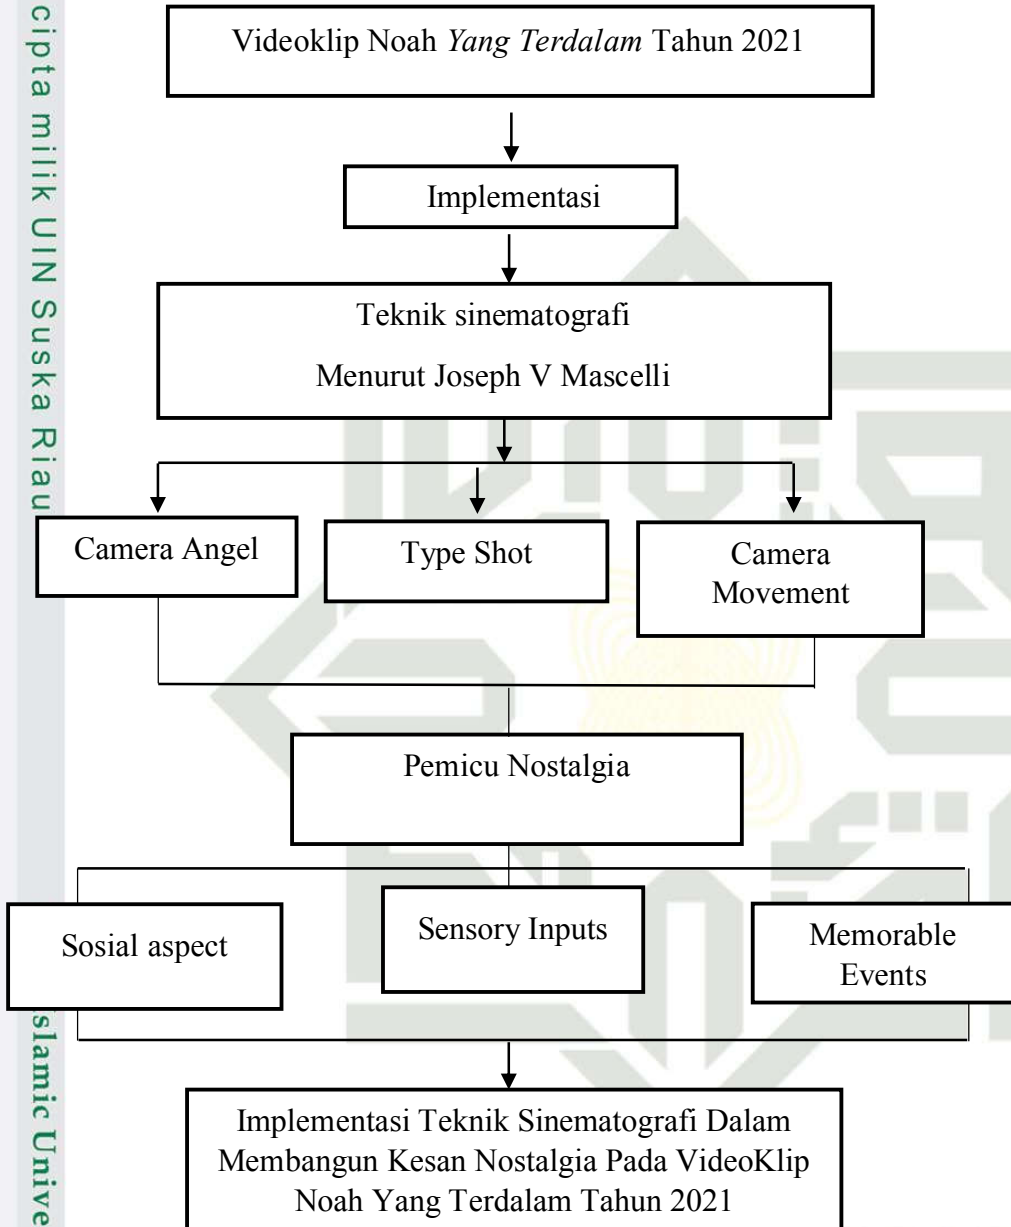 cipta milik UIN Suska Riau
Videoklip Noah Yang Terdalam Tahun 2021
Implementasi
Teknik sinematografi
Menurut Joseph V Mascelli
Camera Angel
Type Shot
Camera
Movement
Pemicu Nostalgia
Sosial aspect
Sensory Inputs
Memorable
Events
slamic Unive
Implementasi Teknik Sinematografi Dalam
Membangun Kesan Nostalgia Pada VideoKlip
Noah Yang Terdalam Tahun 2021